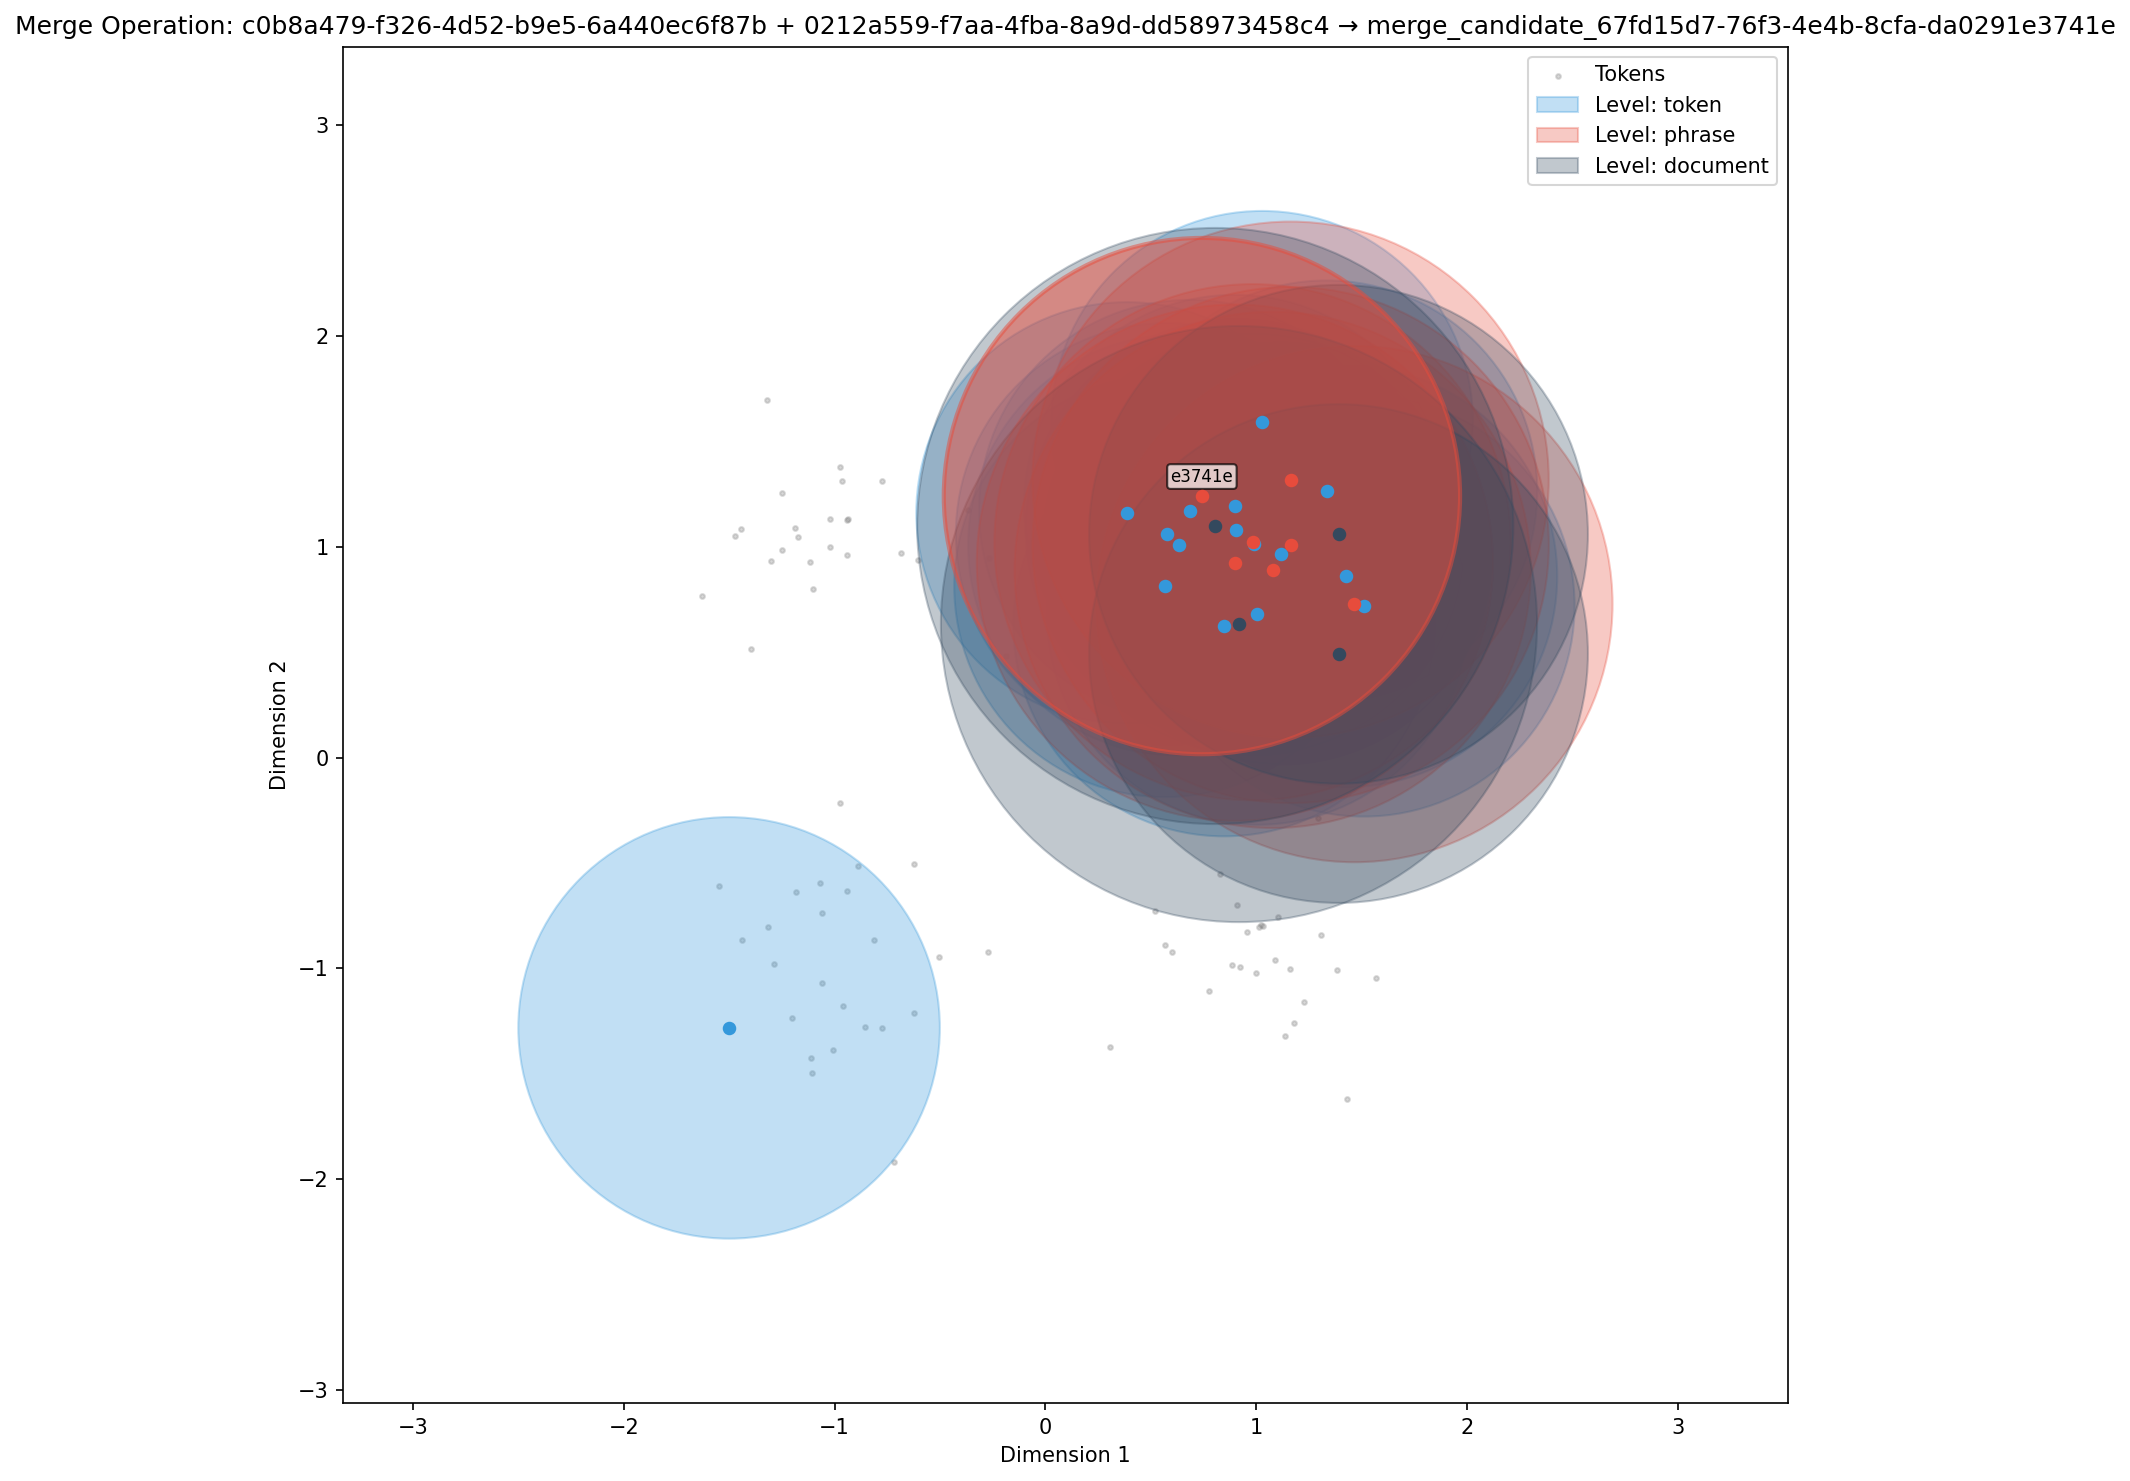 Merge Operation: c0b8a479-f326-4d52-b9e5-6a440ec6f87b + 0212a559-f7aa-4fba-8a9d-dd58973458c4 → merge_candidate_67fd15d7-76f3-4e4b-8cfa-da0291e3741e
Tokens
Level: token
Level: phrase
Level: document
e3741e
3
2
1
0
−1
−2
−3
Dimension 2
−3 −2 −1 0 1 2 3
Dimension 1